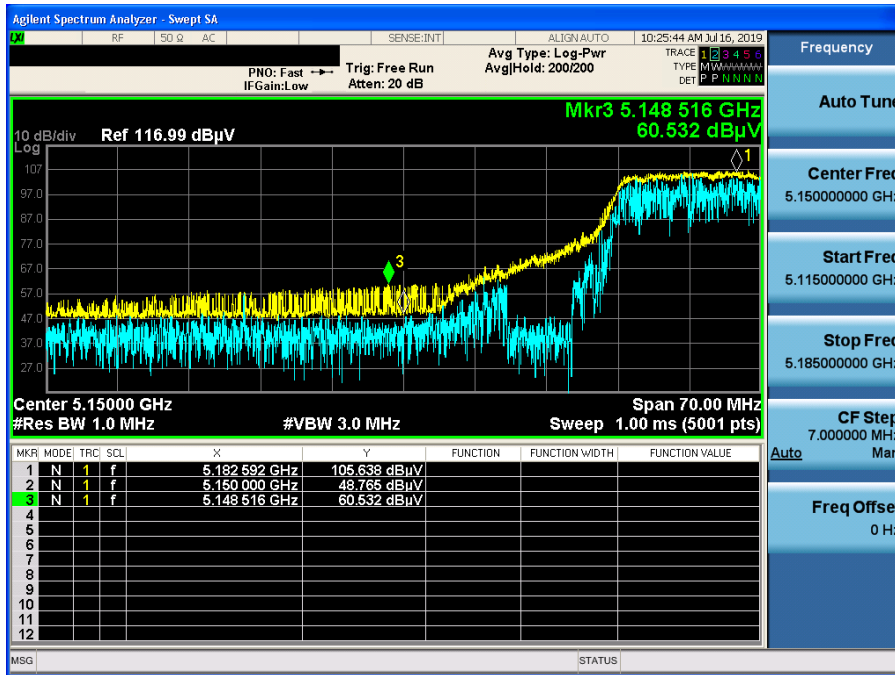 Agilent Spectrum Analyzer - Swept SA
LXI RF 50 Ω AC SENSE:INT ALIGN AUTO 10:25:44 AM Jul 16, 2019
PNO: Fast
IFGain:Low
Trig: Free Run
Atten: 20 dB
Avg Type: Log-Pwr
Avg|Hold: 200/200
TRACE 1 2 3 4 5 6
TYPE MWWWWW
DET P P N N N N
Mkr3 5.148 516 GHz
60.532 dBµV
10 dB/div Ref 116.99 dBµV
Log
107
97.0
87.0
77.0
67.0
57.0
47.0
37.0
27.0
1
3
Center 5.15000 GHz Span 70.00 MHz
#Res BW 1.0 MHz #VBW 3.0 MHz Sweep 1.00 ms (5001 pts)
MKR MODE TRC SCL X Y FUNCTION FUNCTION WIDTH FUNCTION VALUE
1 N 1 f 5.182 592 GHz 105.638 dBµV
2 N 1 f 5.150 000 GHz 48.765 dBµV
3 N 1 f 5.148 516 GHz 60.532 dBµV
4
5
6
7
8
9
10
11
12
MSG STATUS
Frequency
Auto Tune
Center Freq
5.150000000 GHz
Start Freq
5.115000000 GHz
Stop Freq
5.185000000 GHz
CF Step
7.000000 MHz
Auto Man
Freq Offset
0 Hz